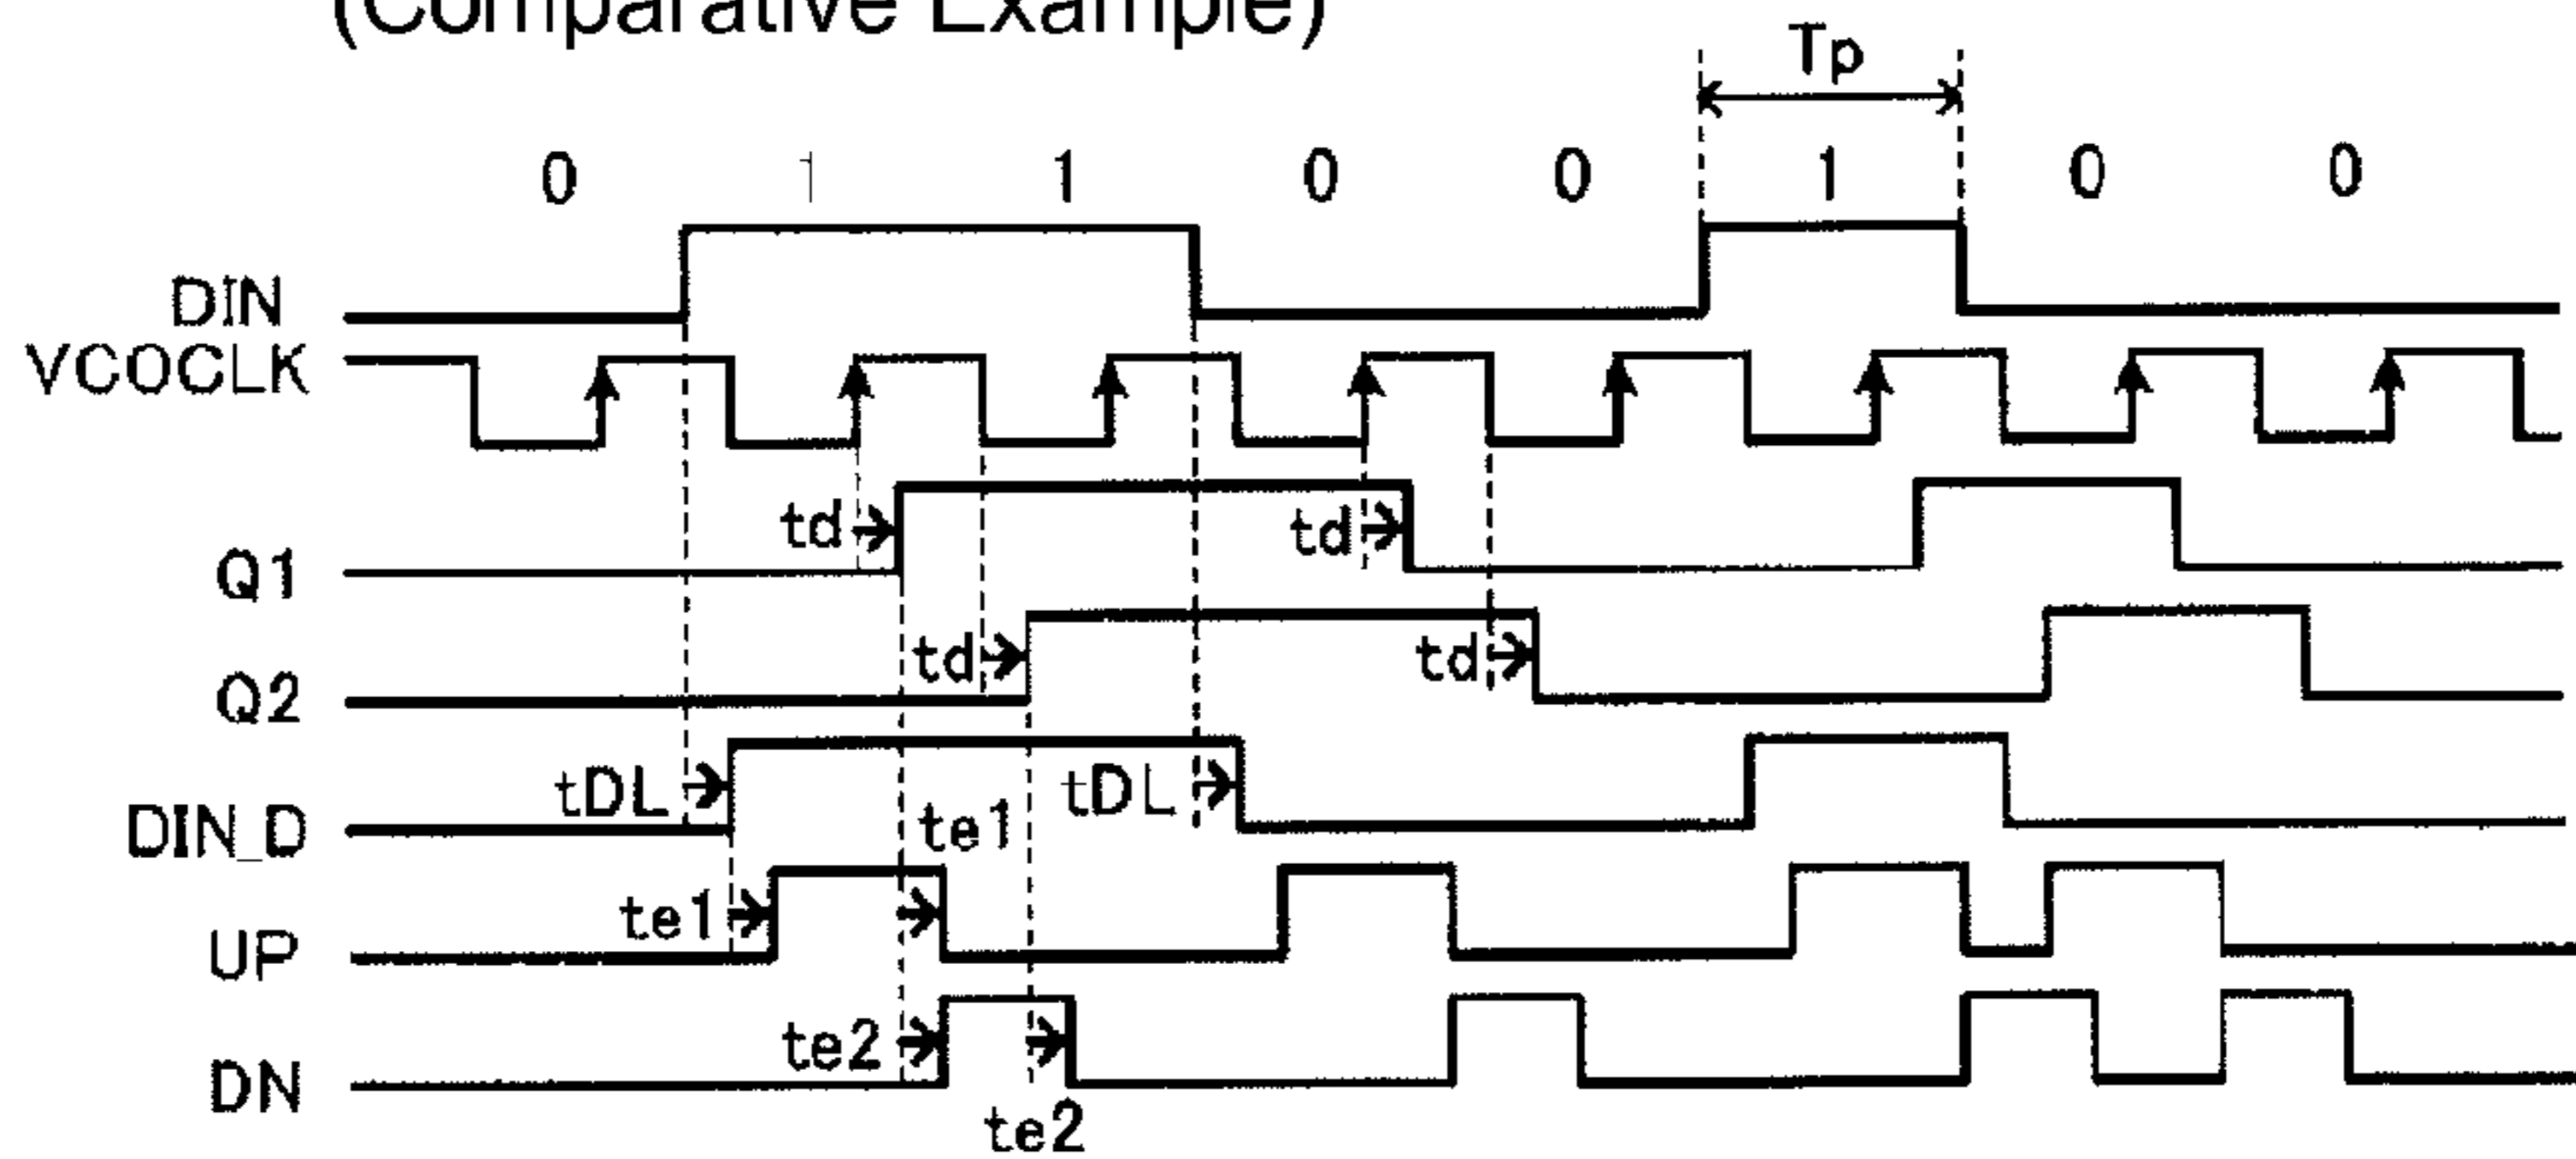 (Comparative Example)
Tp
0 1 1 0 0 1 0 0
DIN
VCOCLK
td td
Q1
td td
Q2
tDL tDL
DIN_D
te1
te1
UP
te2
DN
te2